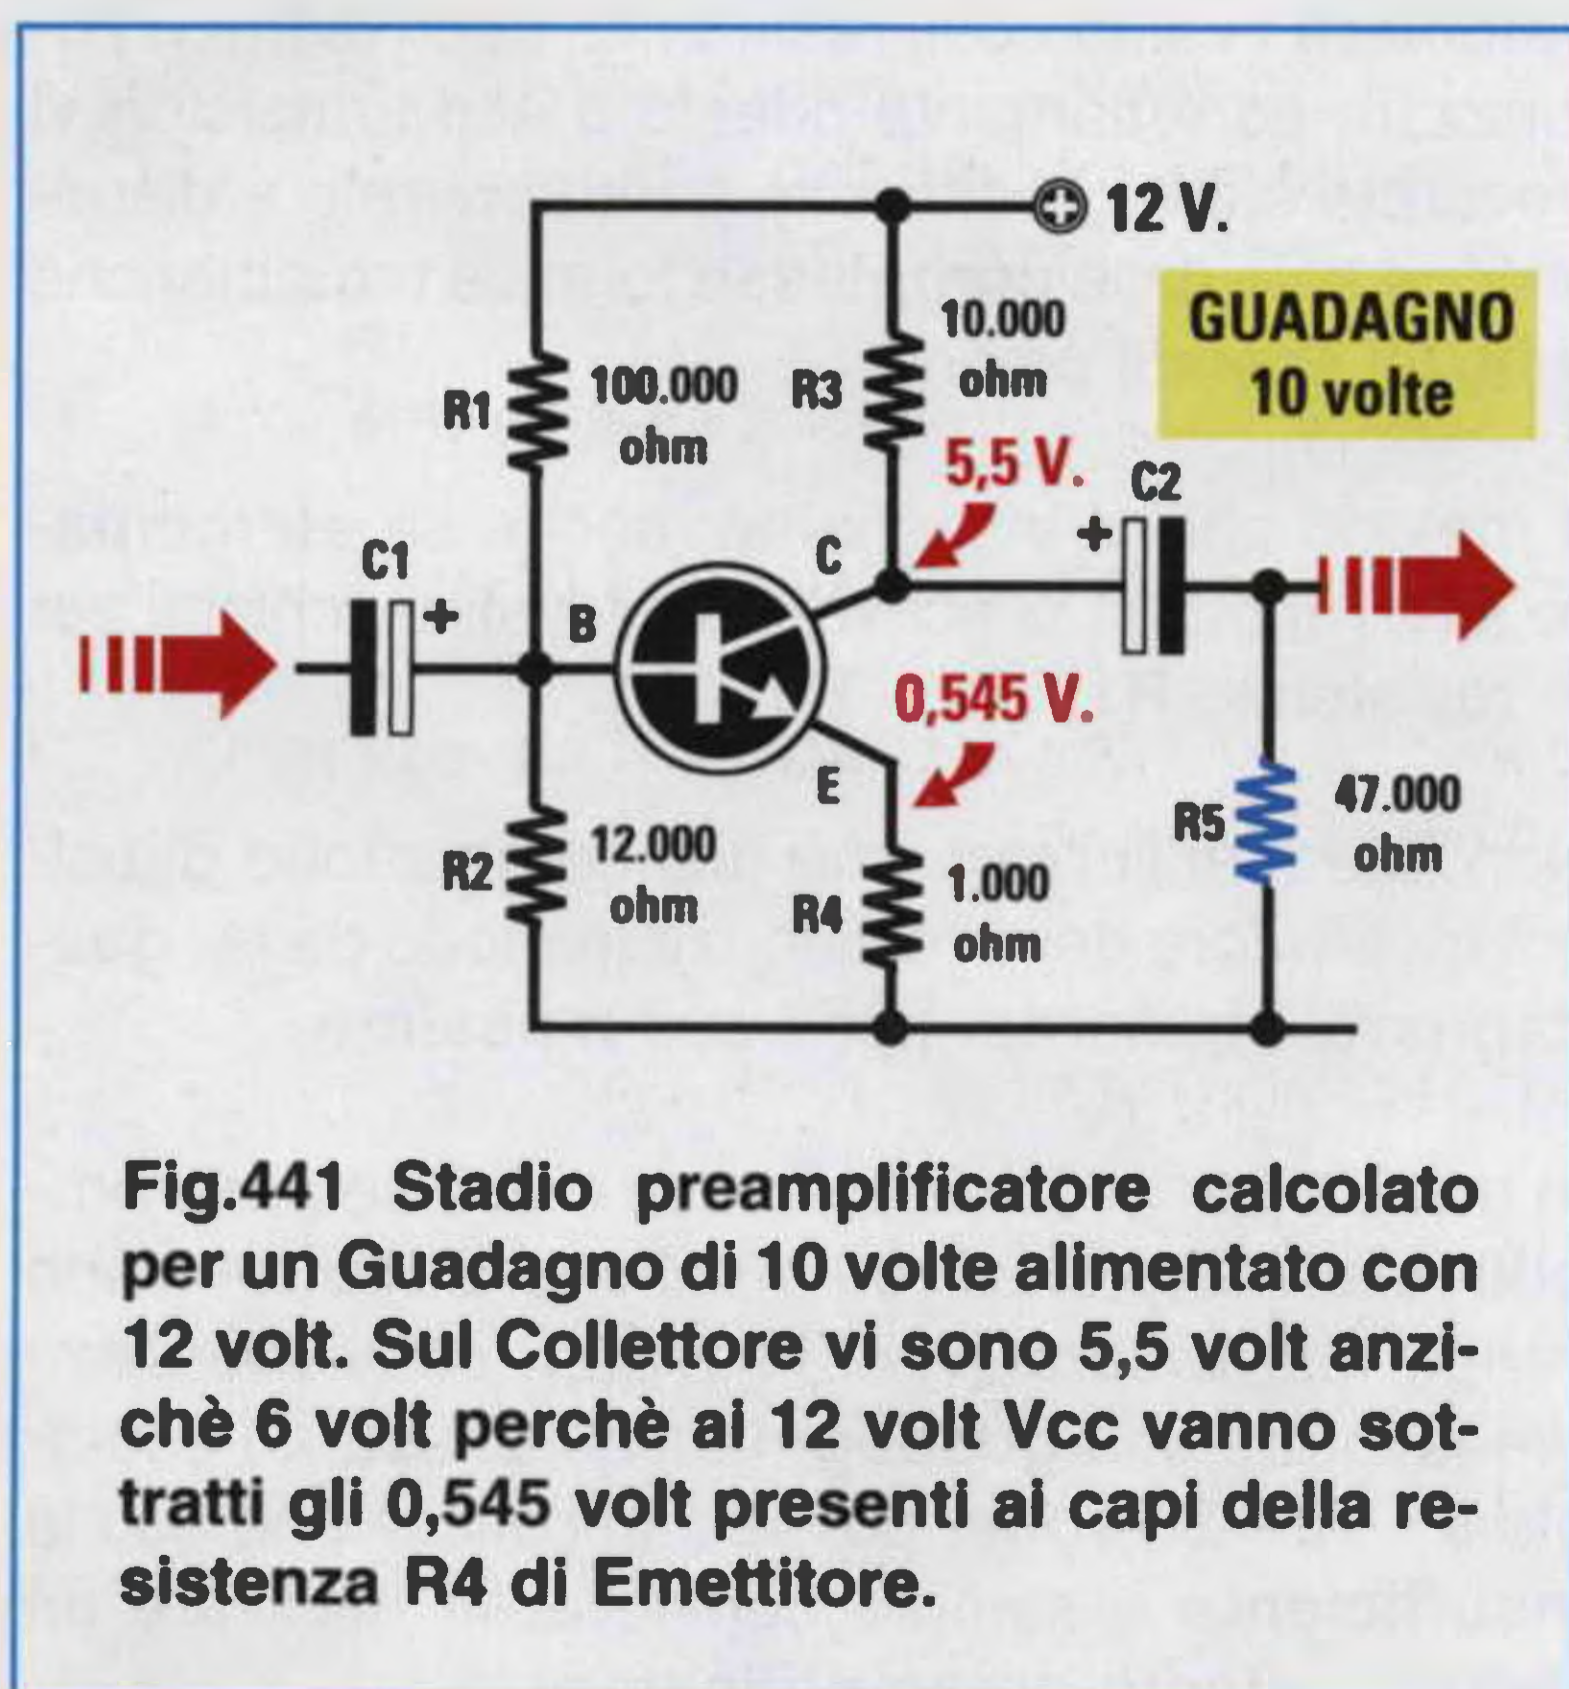 12 V.
GUADAGNO
10 volte
10.000
ohm
R3
100.000
ohm
R1
5,5 V.
C2
+
C
C1
+
B
0,545 V.
E
47.000
ohm
R5
12.000
ohm
R2
1.000
ohm
R4
Fig.441 Stadio preamplificatore calcolato
per un Guadagno di 10 volte alimentato con
12 volt. Sul Collettore vi sono 5,5 volt anzi-
chè 6 volt perchè ai 12 volt Vcc vanno sot-
tratti gli 0,545 volt presenti ai capi della re-
sistenza R4 di Emettitore.